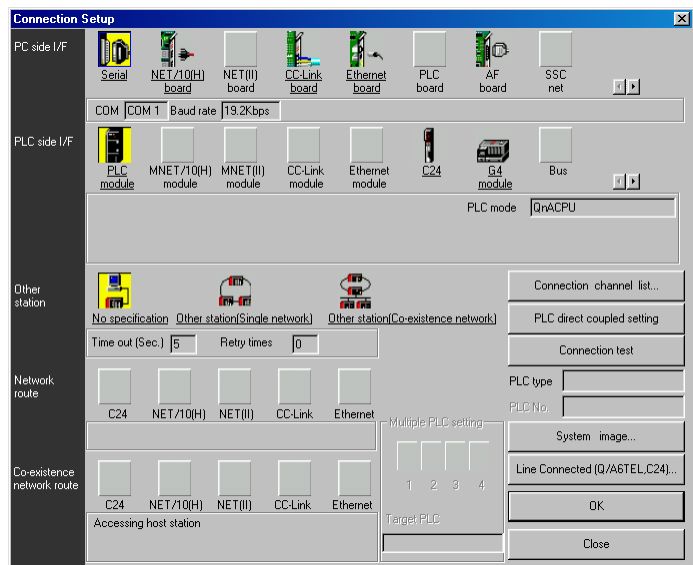 Connection Setup
PC side I/F
Serial NET/10(H) board NET(II) board CC-Link board Ethernet board PLC board AF board SSC net
COM COM 1 Baud rate 19.2Kbps
PLC side I/F
PLC module MNET/10(H) module MNET(II) module CC-Link module Ethernet module C24 G4 module Bus
PLC mode QnACPU
Other station
No specification Other station(Single network) Other station(Co-existence network)
Time out (Sec.) 5 Retry times 0
Connection channel list...
PLC direct coupled setting
Connection test
PLC type
PLC No.
System image...
Line Connected (Q/A6TEL,C24)...
OK
Close
Network route
C24 NET/10(H) NET(II) CC-Link Ethernet
Co-existence network route
C24 NET/10(H) NET(II) CC-Link Ethernet
Accessing host station
Multiple PLC setting
1 2 3 4
Target PLC